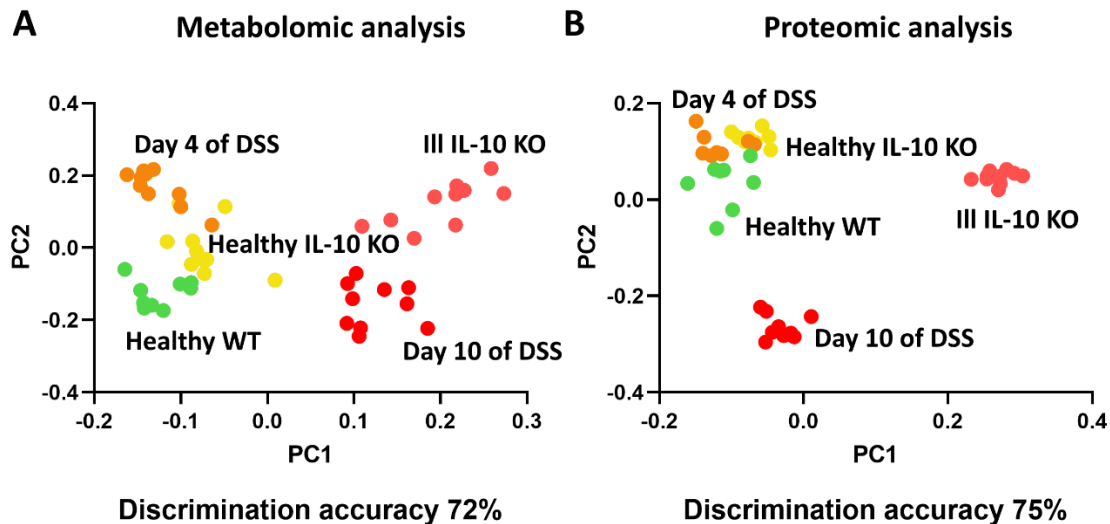 A Metabolomic analysis
0.4
0.2
0.0
-0.2
-0.4
PC2
Day 4 of DSS
Ill IL-10 KO
Healthy IL-10 KO
Healthy WT
Day 10 of DSS
-0.2 -0.1 0.0 0.1 0.2 0.3
PC1
Discrimination accuracy 72%
B Proteomic analysis
0.2
0.0
-0.2
-0.4
PC2
Day 4 of DSS
Healthy IL-10 KO
Ill IL-10 KO
Healthy WT
Day 10 of DSS
-0.2 0.0 0.2 0.4
PC1
Discrimination accuracy 75%